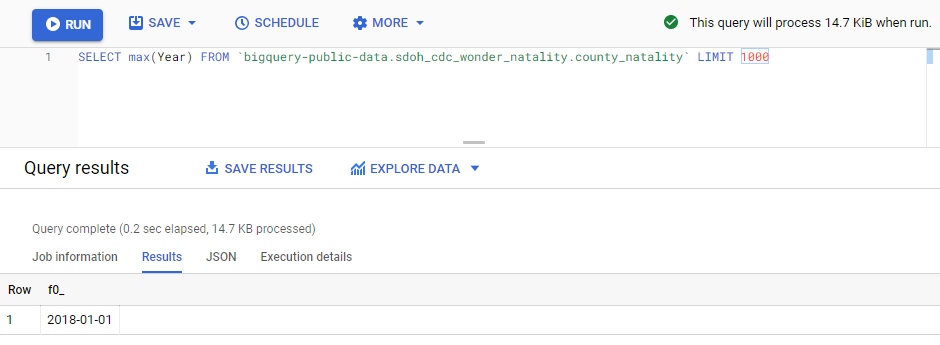 RUN SAVE SCHEDULE MORE This query will process 14.7 KiB when run.
1 SELECT max(Year) FROM `bigquery-public-data.sdoh_cdc_wonder_natality.county_natality` LIMIT 1000
Query results SAVE RESULTS EXPLORE DATA
Query complete (0.2 sec elapsed, 14.7 KB processed)
Job information Results JSON Execution details
Row f0_
1 2018-01-01